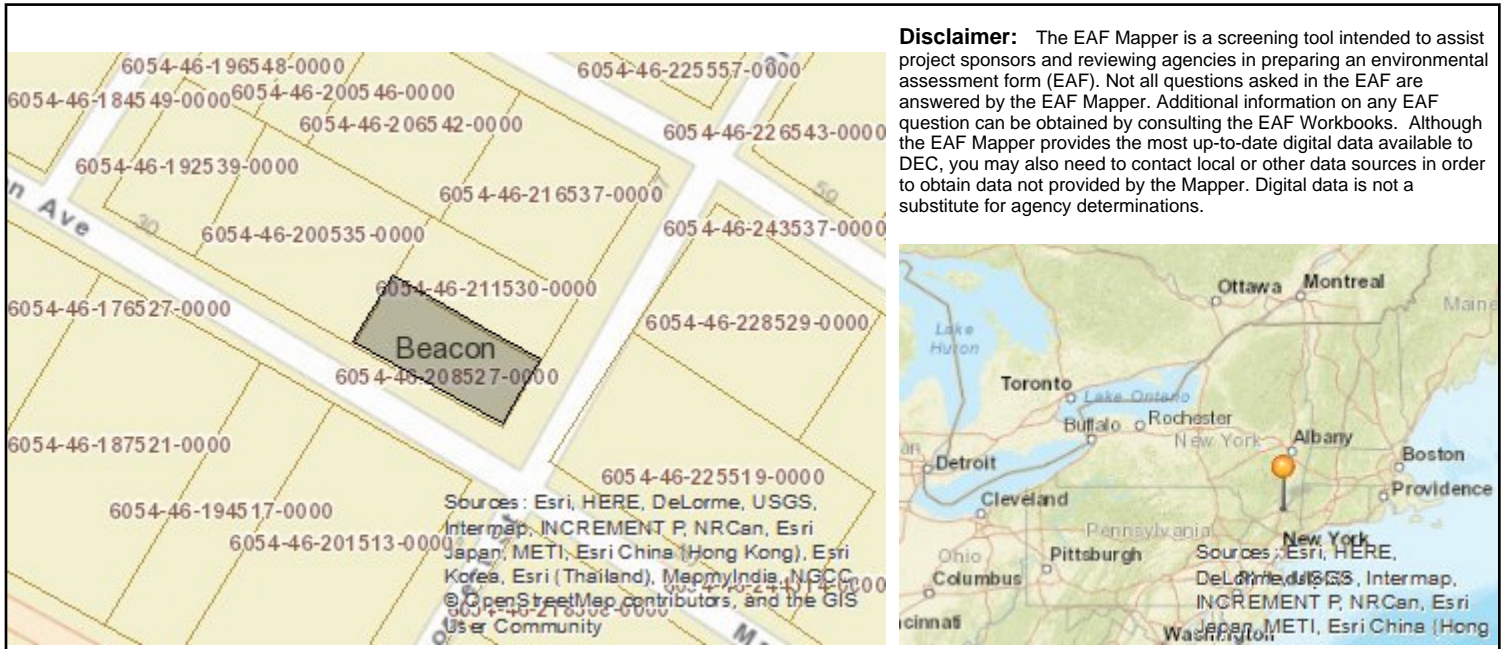 Disclaimer: The EAF Mapper is a screening tool intended to assist
project sponsors and reviewing agencies in preparing an environmental
assessment form (EAF). Not all questions asked in the EAF are
answered by the EAF Mapper. Additional information on any EAF
question can be obtained by consulting the EAF Workbooks. Although
the EAF Mapper provides the most up-to-date digital data available to
DEC, you may also need to contact local or other data sources in order
to obtain data not provided by the Mapper. Digital data is not a
substitute for agency determinations.
6054-46-196548-0000
6054-46-225557-0000
6054-46-184549-0000
6054-46-200546-0000
6054-46-206542-0000
6054-46-226543-0000
6054-46-192539-0000
6054-46-216537-0000
59
n Ave
30
6054-46-200535-0000
6054-46-243537-0000
6054-46-211530-0000
6054-46-176527-0000
6054-46-228529-0000
Beacon
6054-46-208527-0000
6054-46-187521-0000
6054-46-225519-0000
6054-46-194517-0000
6054-46-201513-0000
Sources: Esri, HERE, DeLorme, USGS,
Intermap, INCREMENT P, NRCan, Esri
Japan, METI, Esri China (Hong Kong), Esri
Korea, Esri (Thailand), MapmyIndia, NGCC,
© OpenStreetMap contributors, and the GIS
User Community
Ottawa
Montreal
Maine
Lake
Huron
Toronto
Lake Ontario
Buffalo
Rochester
New York
Albany
Boston
Detroit
Providence
Cleveland
Pennsylvania
New York
Ohio
Pittsburgh
Columbus
cinnati
Washington
Sources: Esri, HERE,
DeLorme, USGS, Intermap,
INCREMENT P, NRCan, Esri
Japan, METI, Esri China (Hong